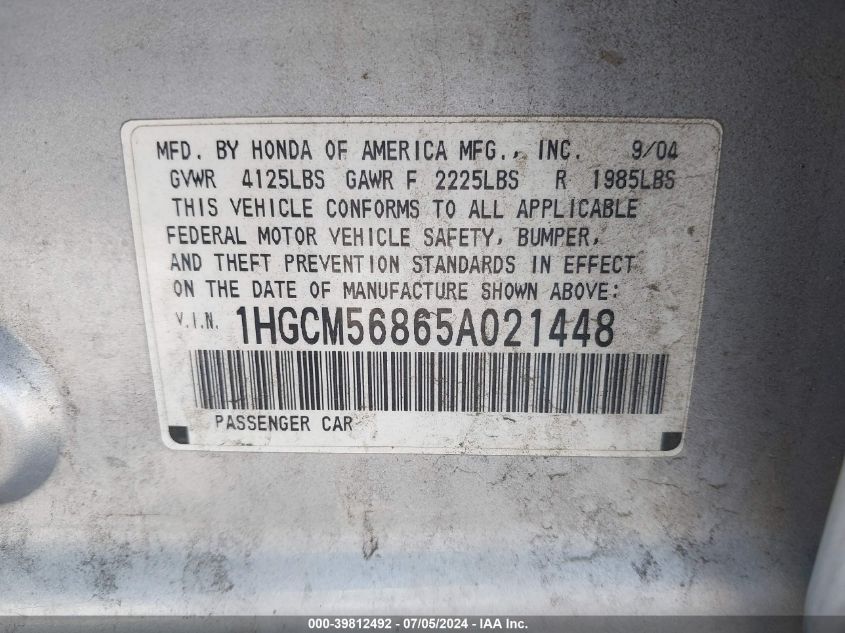 MFD. BY HONDA OF AMERICA MFG., INC. 9/04
GVWR 4125LBS GAWR F 2225LBS R 1985LBS
THIS VEHICLE CONFORMS TO ALL APPLICABLE
FEDERAL MOTOR VEHICLE SAFETY, BUMPER,
AND THEFT PREVENTION STANDARDS IN EFFECT
ON THE DATE OF MANUFACTURE SHOWN ABOVE:
V.I.N. 1HGCM56865A021448
PASSENGER CAR
000-39812492 - 07/05/2024 - IAA Inc.